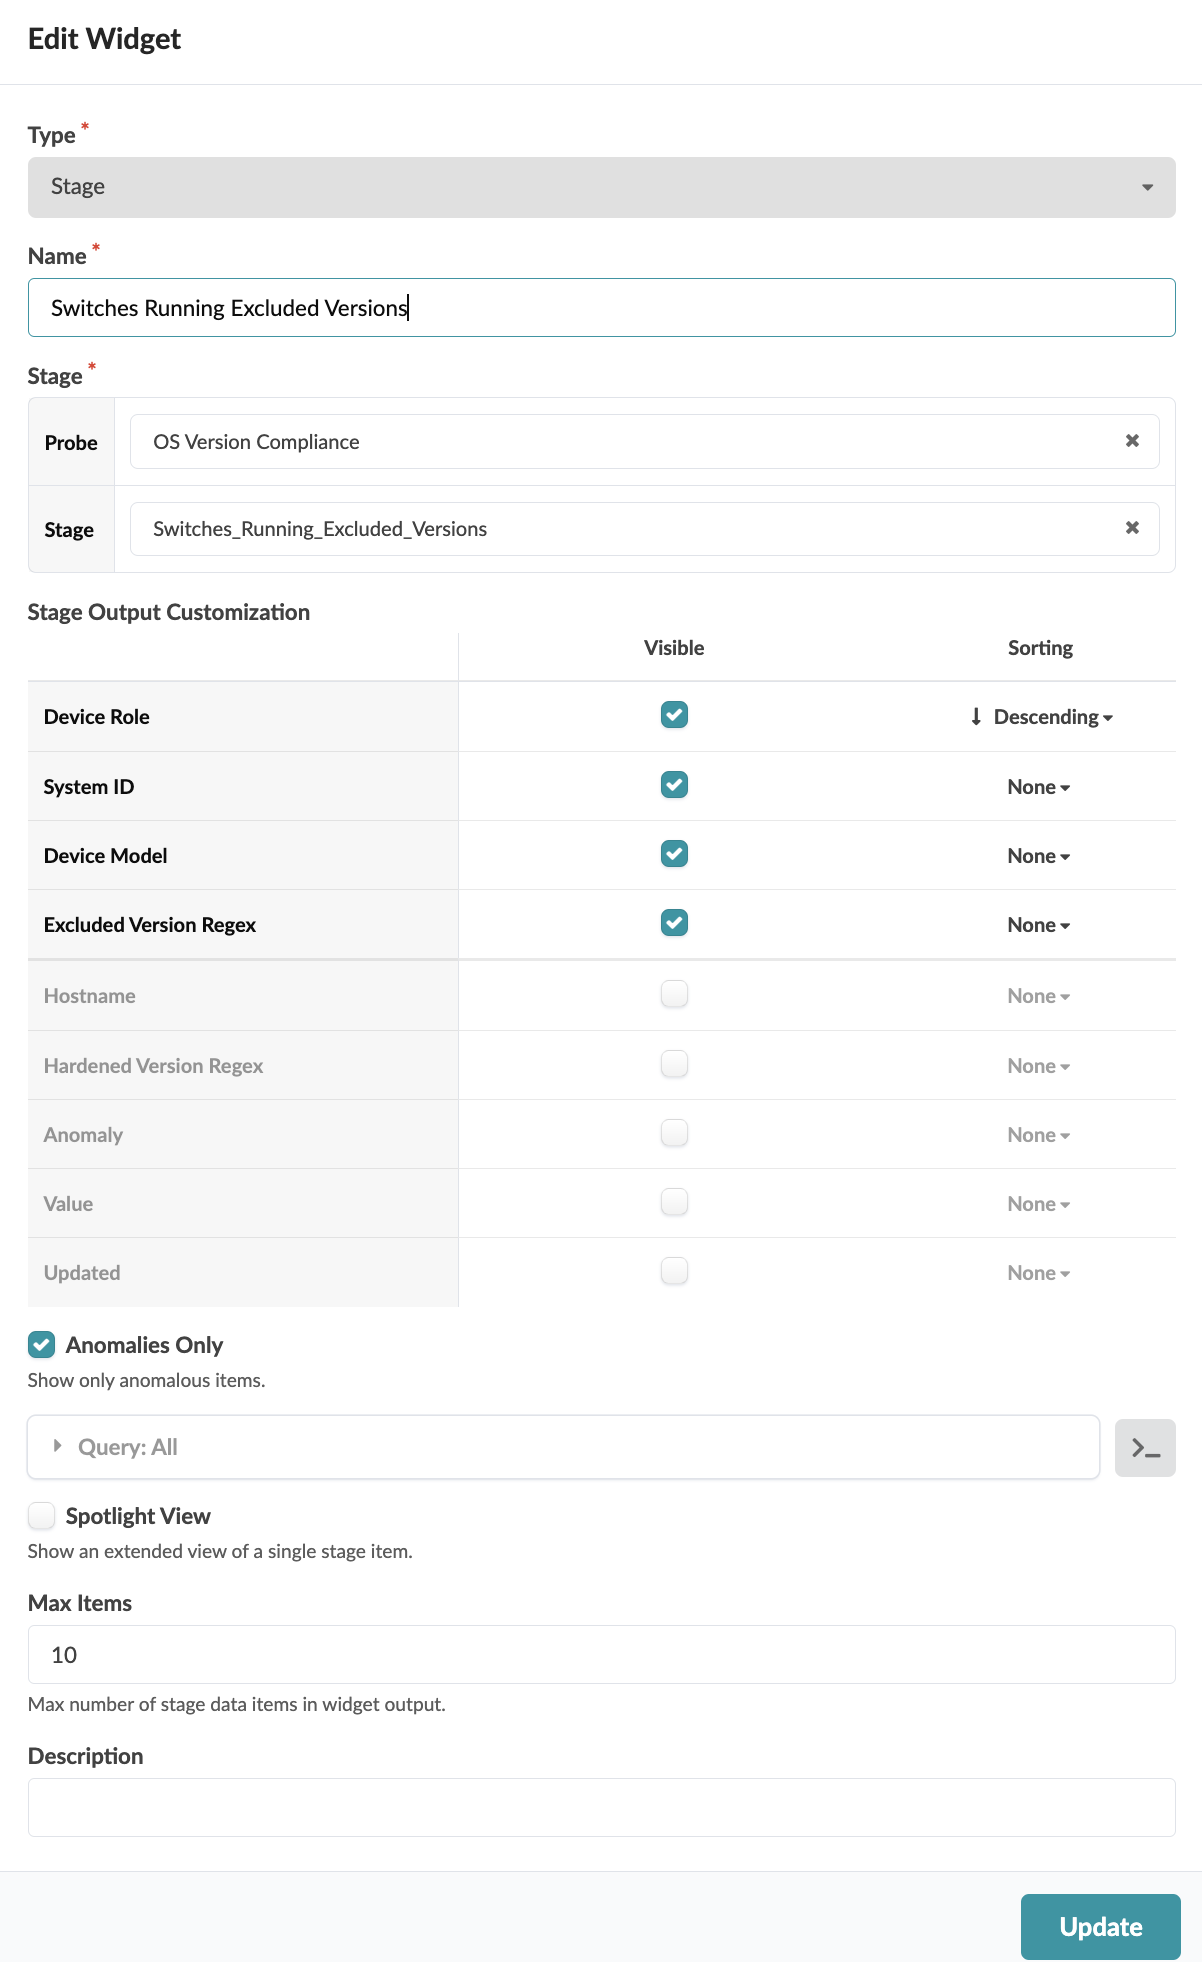 Edit Widget
Type *
Stage
Name *
Switches Running Excluded Versions
Stage *
Probe OS Version Compliance
Stage Switches_Running_Excluded_Versions
Stage Output Customization
Visible Sorting
Device Role Descending
System ID None
Device Model None
Excluded Version Regex None
Hostname None
Hardened Version Regex None
Anomaly None
Value None
Updated None
Anomalies Only
Show only anomalous items.
Query: All
Spotlight View
Show an extended view of a single stage item.
Max Items
10
Max number of stage data items in widget output.
Description
Update